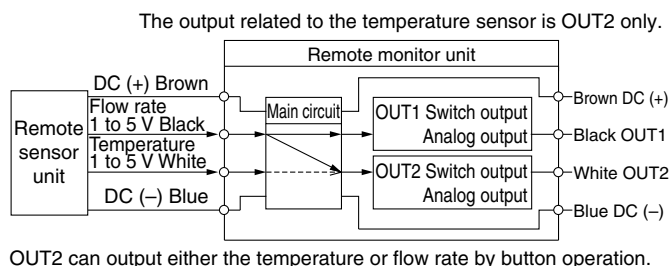 The output related to the temperature sensor is OUT2 only.
Remote monitor unit
DC (+) Brown
Flow rate
1 to 5 V Black
Temperature
1 to 5 V White
DC (–) Blue
Remote
sensor
unit
Main circuit
OUT1 Switch output
Analog output
OUT2 Switch output
Analog output
Brown DC (+)
Black OUT1
White OUT2
Blue DC (–)
OUT2 can output either the temperature or flow rate by button operation.